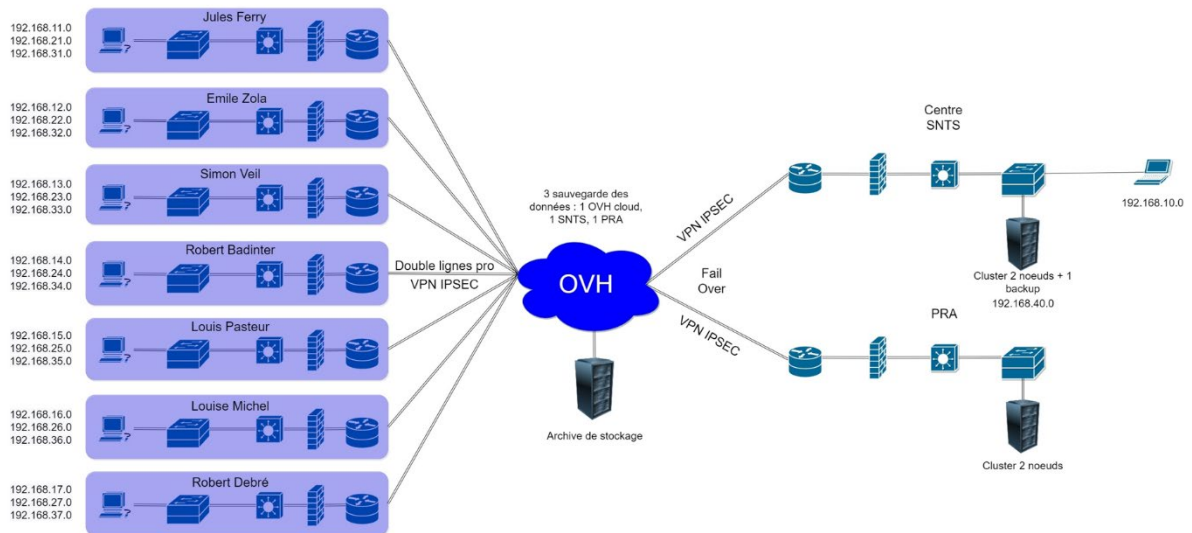 Jules Ferry
192.168.11.0
192.168.21.0
192.168.31.0
Emile Zola
192.168.12.0
192.168.22.0
192.168.32.0
Simon Veil
192.168.13.0
192.168.23.0
192.168.33.0
Robert Badinter
192.168.14.0
192.168.24.0
192.168.34.0
Louis Pasteur
192.168.15.0
192.168.25.0
192.168.35.0
Louise Michel
192.168.16.0
192.168.26.0
192.168.36.0
Robert Debré
192.168.17.0
192.168.27.0
192.168.37.0
Double lignes pro
VPN IPSEC
3 sauvegarde des
données : 1 OVH cloud,
1 SNTS, 1 PRA
OVH
Archive de stockage
VPN IPSEC
Fail
Over
VPN IPSEC
Centre
SNTS
192.168.10.0
Cluster 2 noeuds + 1
backup
192.168.40.0
PRA
Cluster 2 noeuds